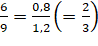 6/9 = 0,8/1,2 (= 2/3)